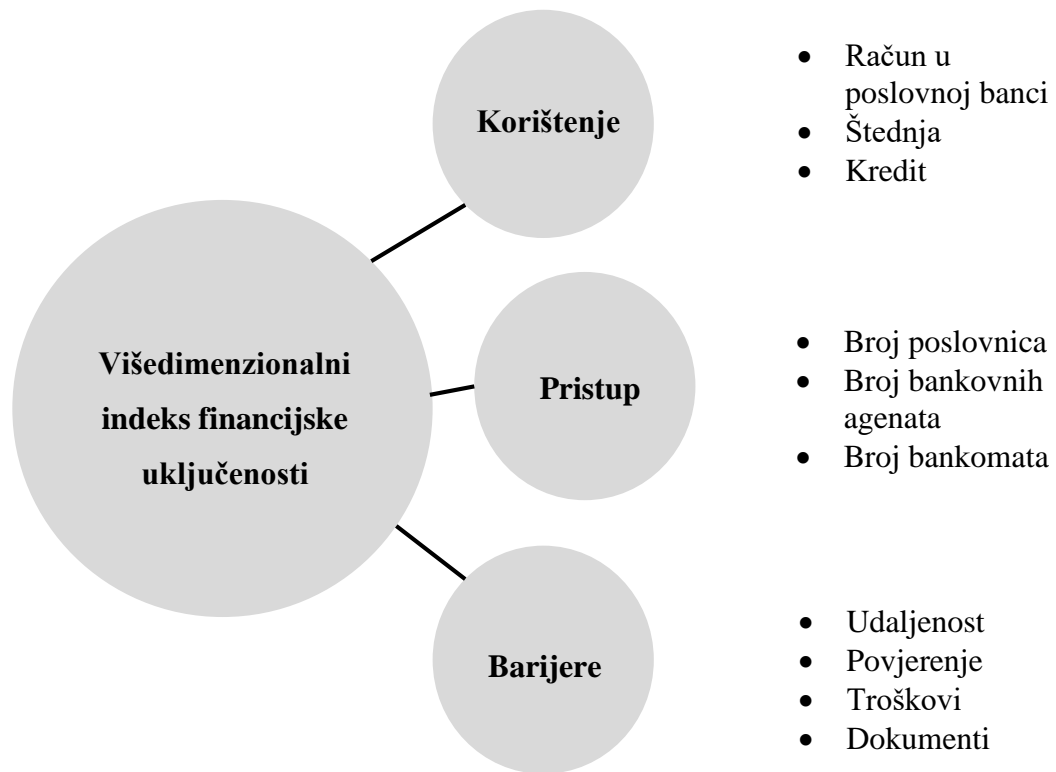 Korištenje
• Račun u
poslovnoj banci
• Štednja
• Kredit
Višedimenzionalni
indeks financijske
uključenosti
Pristup
• Broj poslovnica
• Broj bankovnih
agenata
• Broj bankomata
Barijere
• Udaljenost
• Povjerenje
• Troškovi
• Dokumenti